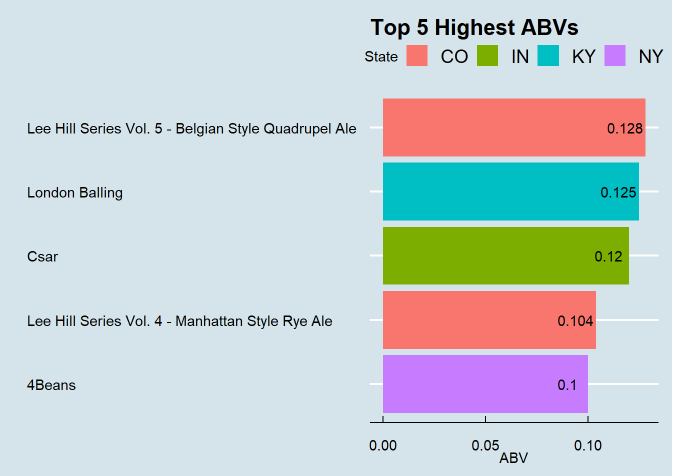 Top 5 Highest ABVs
State CO IN KY NY
Lee Hill Series Vol. 5 - Belgian Style Quadrupel Ale 0.128
London Balling 0.125
Csar 0.12
Lee Hill Series Vol. 4 - Manhattan Style Rye Ale 0.104
4Beans 0.1
0.00 0.05 0.10
ABV